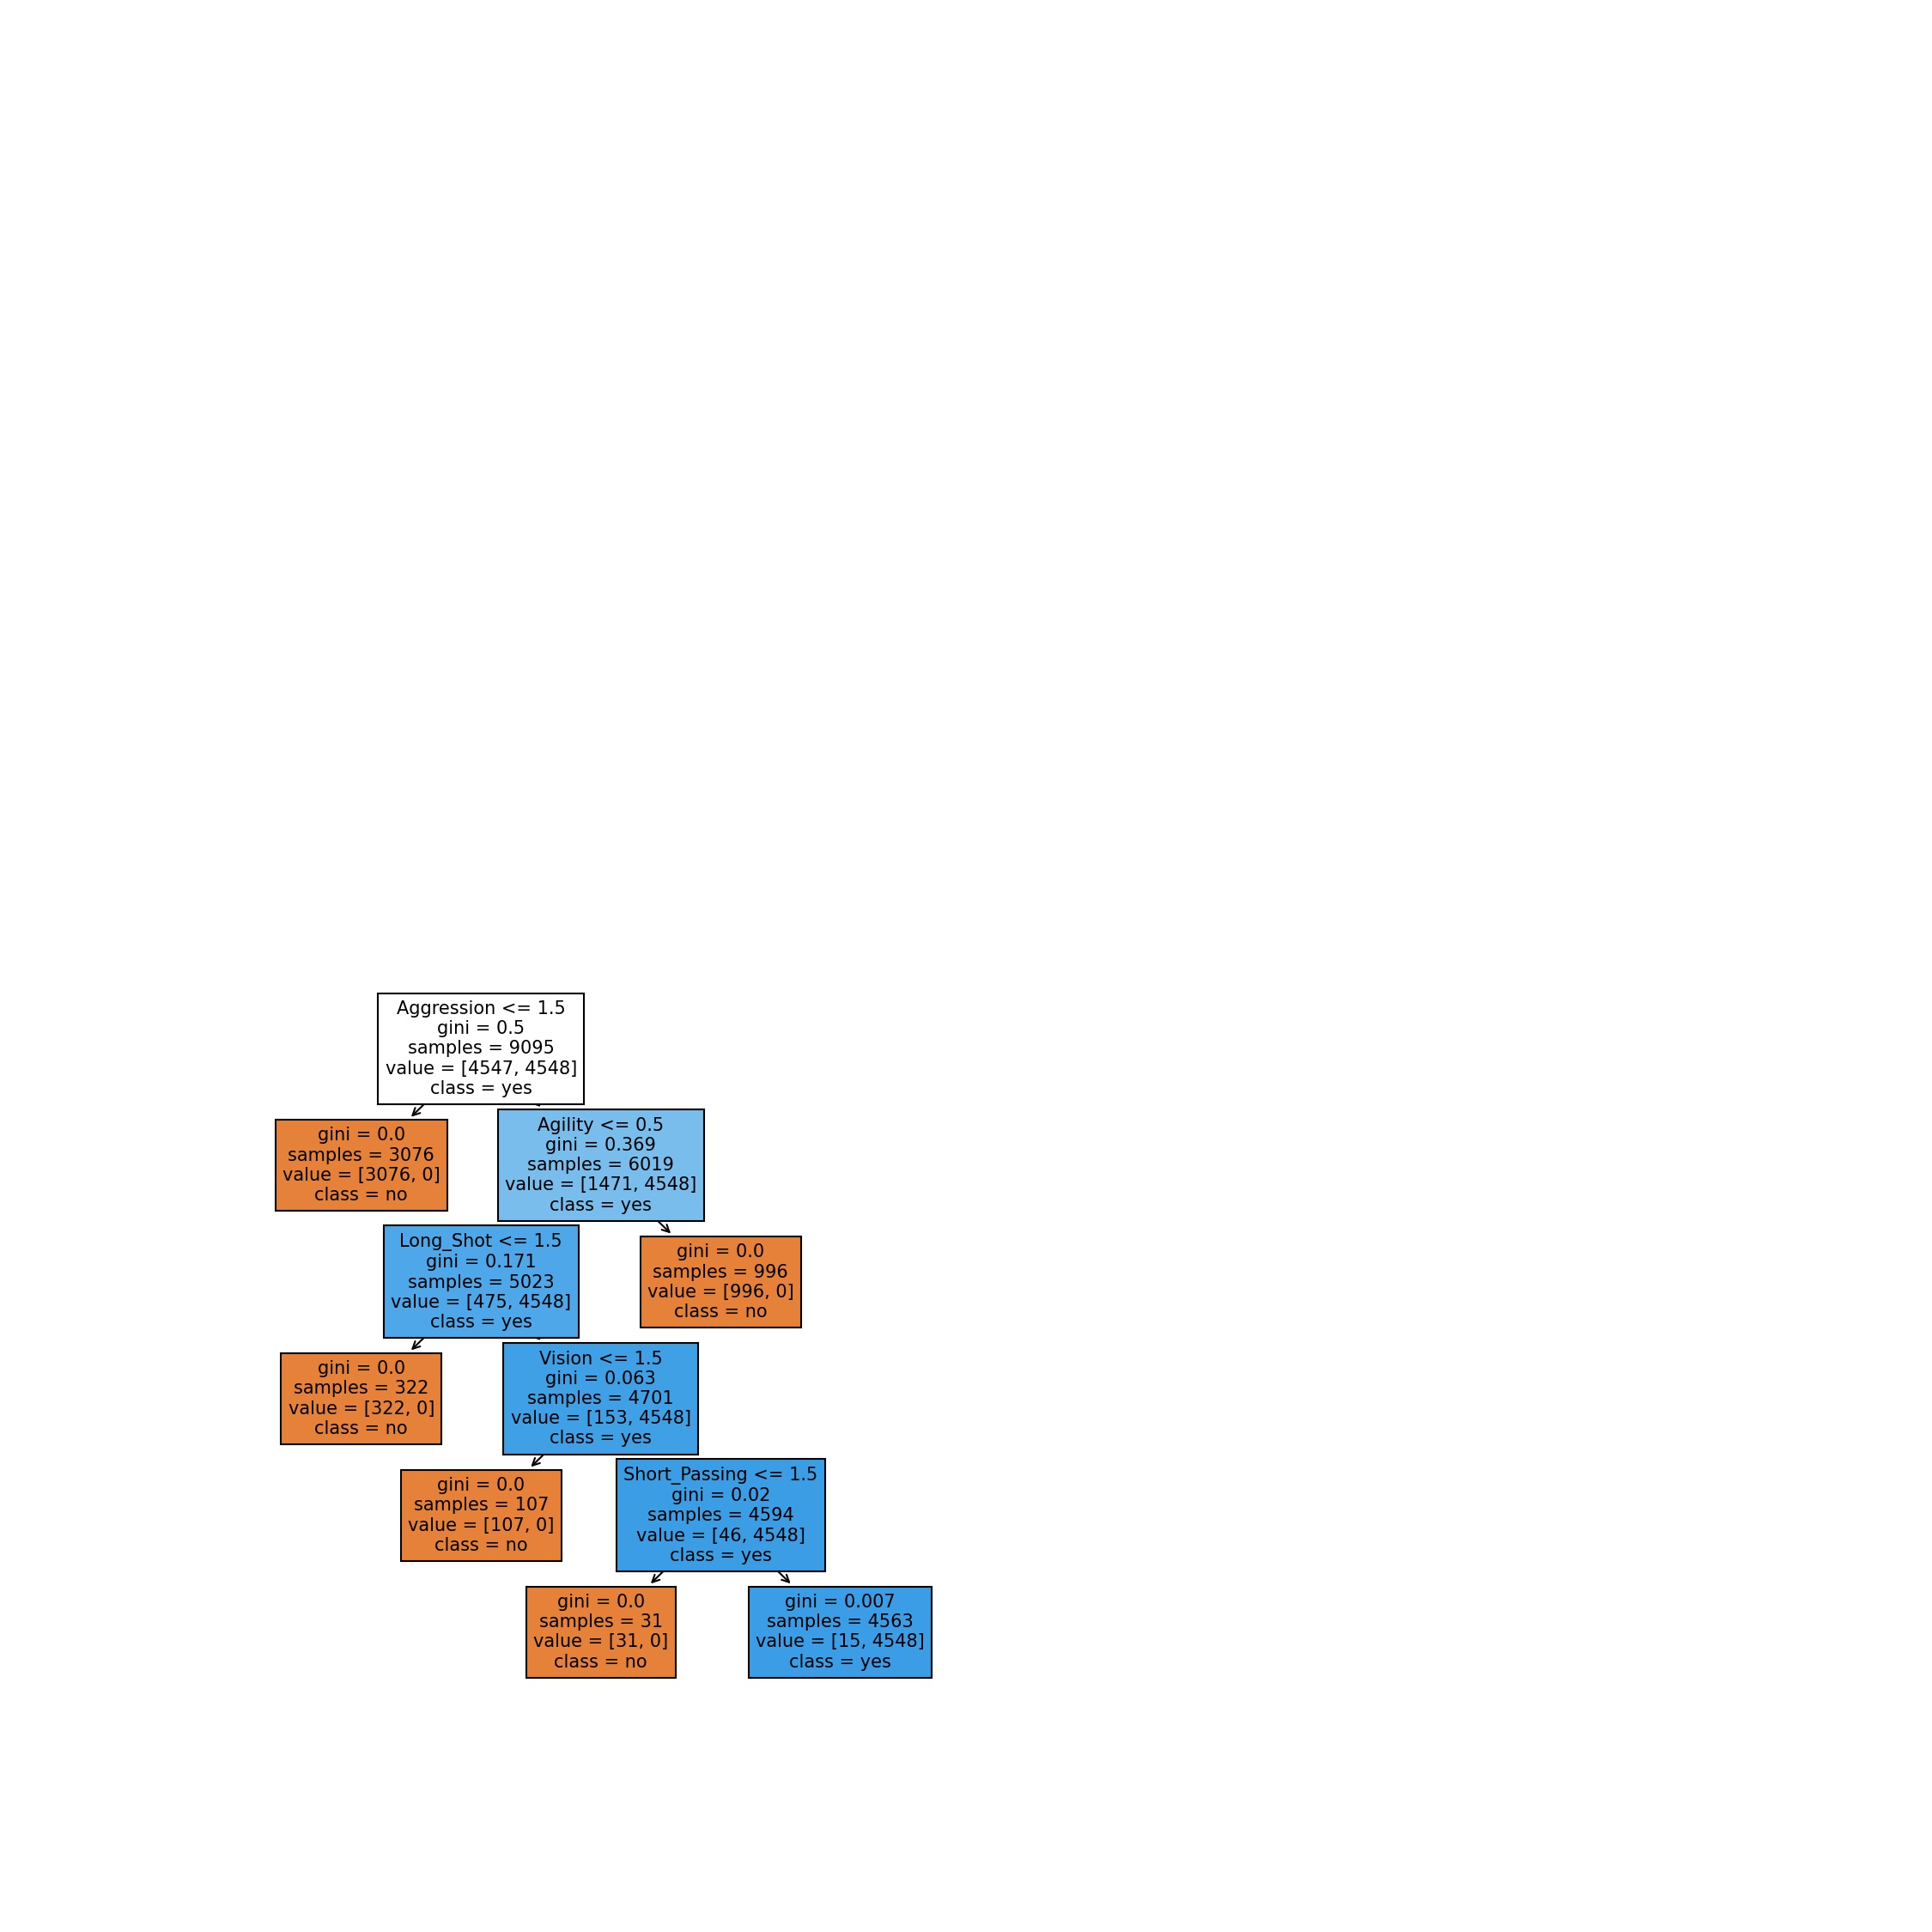 Aggression <= 1.5
gini = 0.5
samples = 9095
value = [4547, 4548]
class = yes
gini = 0.0
samples = 3076
value = [3076, 0]
class = no
Agility <= 0.5
gini = 0.369
samples = 6019
value = [1471, 4548]
class = yes
Long_Shot <= 1.5
gini = 0.171
samples = 5023
value = [475, 4548]
class = yes
gini = 0.0
samples = 996
value = [996, 0]
class = no
gini = 0.0
samples = 322
value = [322, 0]
class = no
Vision <= 1.5
gini = 0.063
samples = 4701
value = [153, 4548]
class = yes
gini = 0.0
samples = 107
value = [107, 0]
class = no
Short_Passing <= 1.5
gini = 0.02
samples = 4594
value = [46, 4548]
class = yes
gini = 0.0
samples = 31
value = [31, 0]
class = no
gini = 0.007
samples = 4563
value = [15, 4548]
class = yes